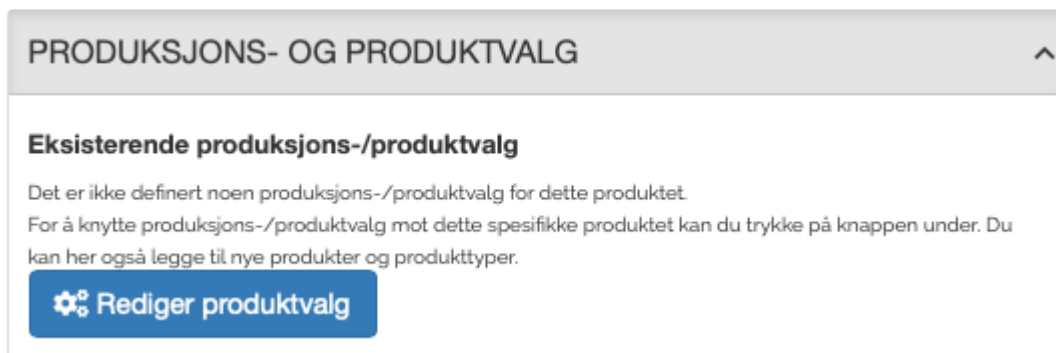 PRODUKSJONS- OG PRODUKTVALG
Eksisterende produksjons-/produktvalg
Det er ikke definert noen produksjons-/produktvalg for dette produktet.
For å knytte produksjons-/produktvalg mot dette spesifikke produktet kan du trykke på knappen under. Du
kan her også legge til nye produkter og produkttyper.
Rediger produktvalg